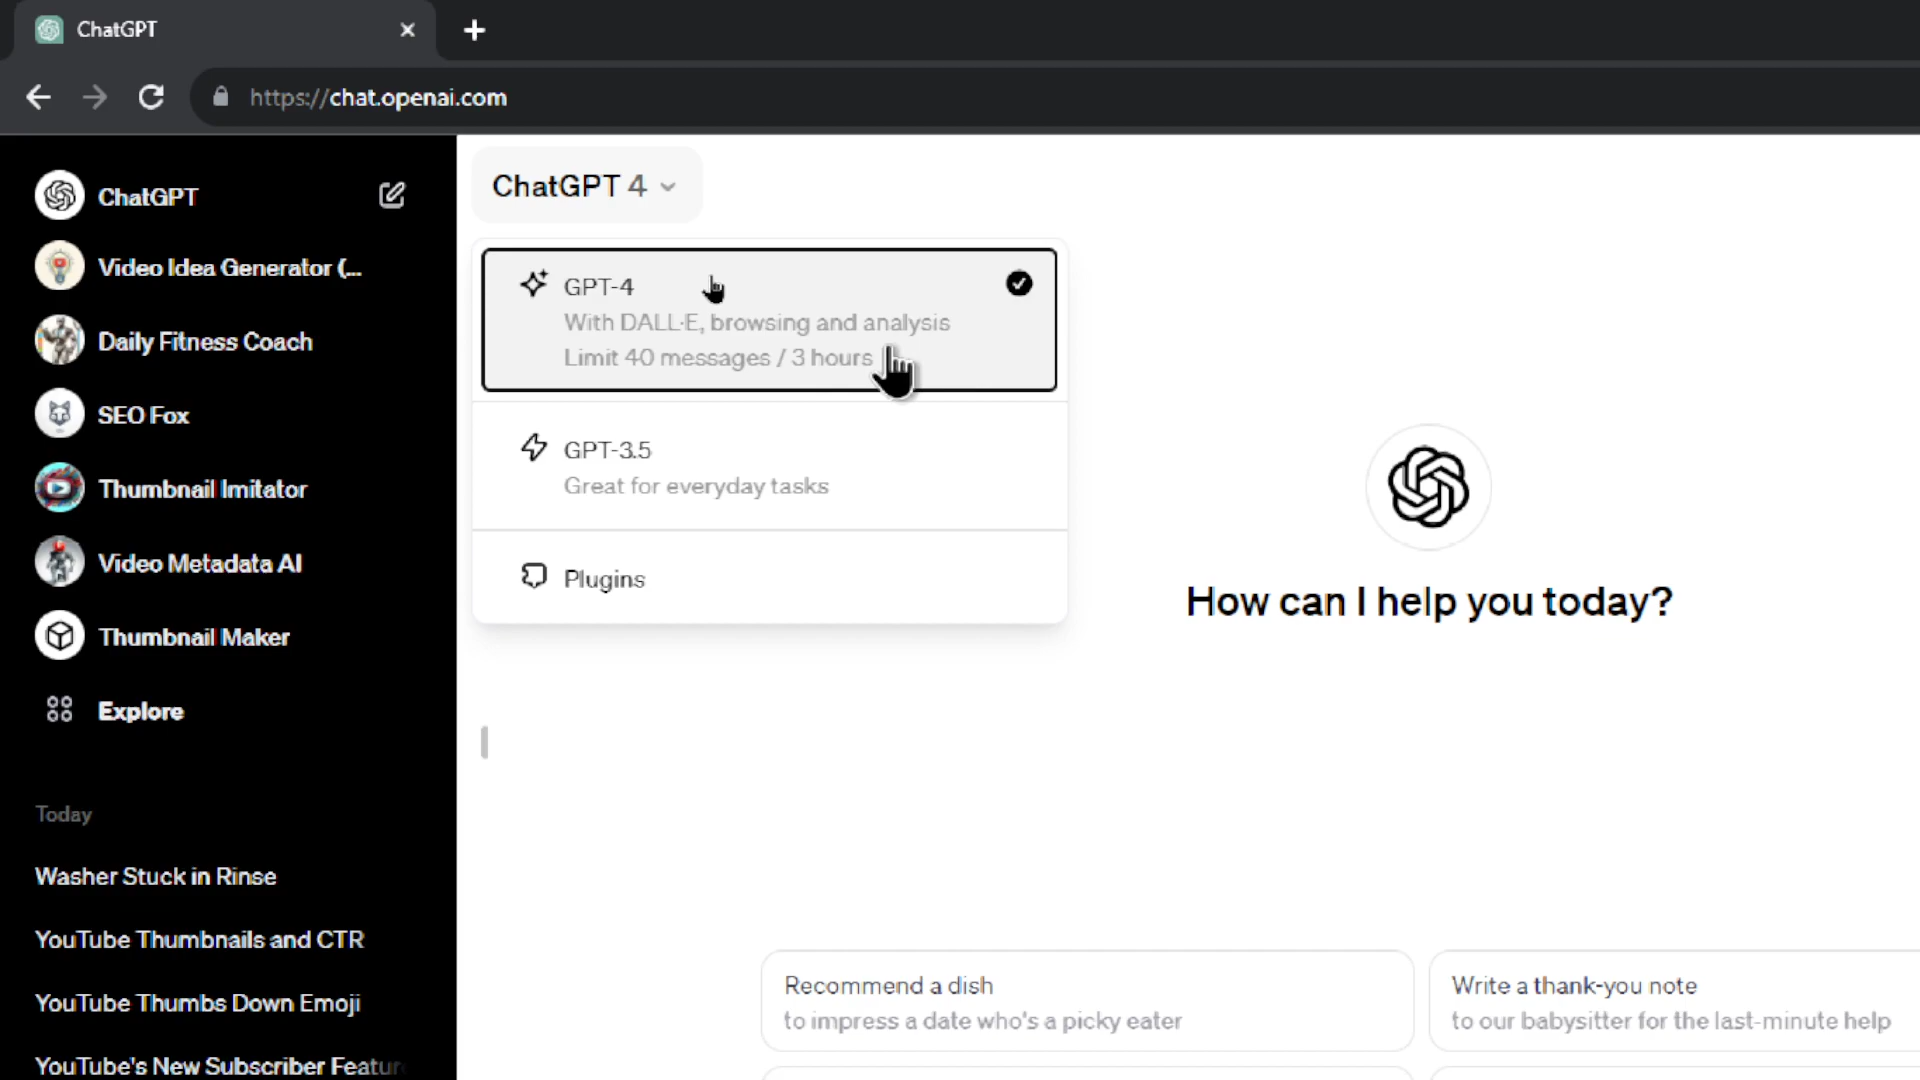 ChatGPT
https://chat.openai.com
ChatGPT
Video Idea Generator (...
Daily Fitness Coach
SEO Fox
Thumbnail Imitator
Video Metadata AI
Thumbnail Maker
Explore
Today
Washer Stuck in Rinse
YouTube Thumbnails and CTR
YouTube Thumbs Down Emoji
YouTube's New Subscriber Featur
ChatGPT 4
GPT-4
With DALL·E, browsing and analysis
Limit 40 messages / 3 hours
GPT-3.5
Great for everyday tasks
Plugins
How can I help you today?
Recommend a dish
to impress a date who's a picky eater
Write a thank-you note
to our babysitter for the last-minute help